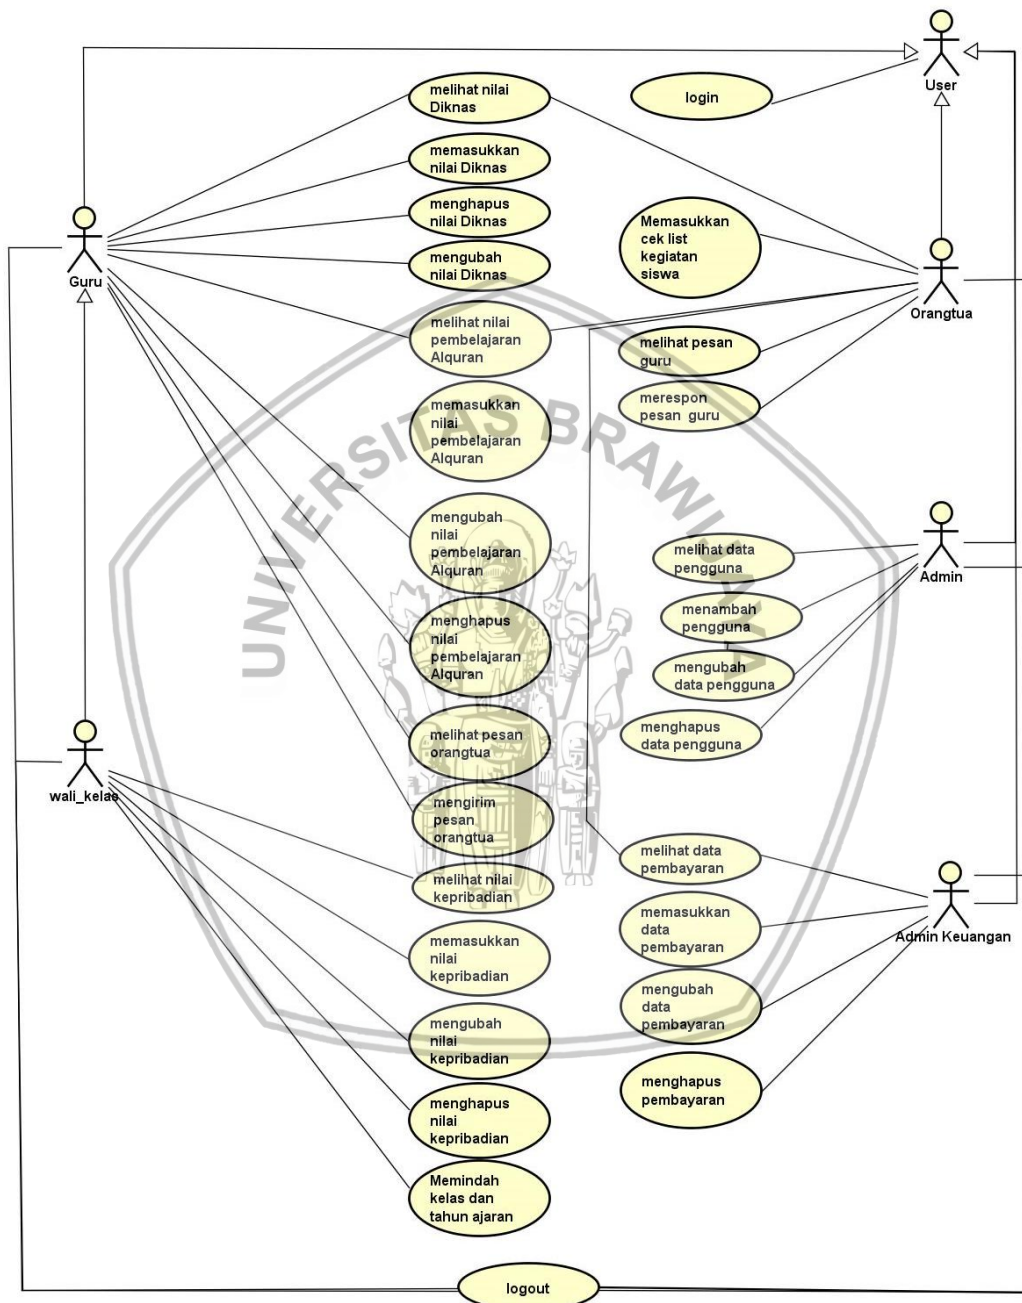 User
login
melihat nilai
Diknas
memasukkan
nilai Diknas
menghapus
nilai Diknas
mengubah
nilai Diknas
Guru
Memasukkan
cek list
kegiatan
siswa
Orangtua
melihat nilai
pembelajaran
Alquran
melihat pesan
guru
merespon
pesan guru
memasukkan
nilai
pembelajaran
Alquran
UNIVERSITAS BRAWIJAYA
mengubah
nilai
pembelajaran
Alquran
melihat data
pengguna
Admin
menambah
pengguna
menghapus
nilai
pembelajaran
Alquran
mengubah
data pengguna
menghapus
data pengguna
melihat pesan
orangtua
wali_kelas
mengirim
pesan
orangtua
melihat data
pembayaran
melihat nilai
kepribadian
memasukkan
data
pembayaran
Admin Keuangan
memasukkan
nilai
kepribadian
mengubah
data
pembayaran
mengubah
nilai
kepribadian
menghapus
pembayaran
menghapus
nilai
kepribadian
Memindah
kelas dan
tahun ajaran
logout